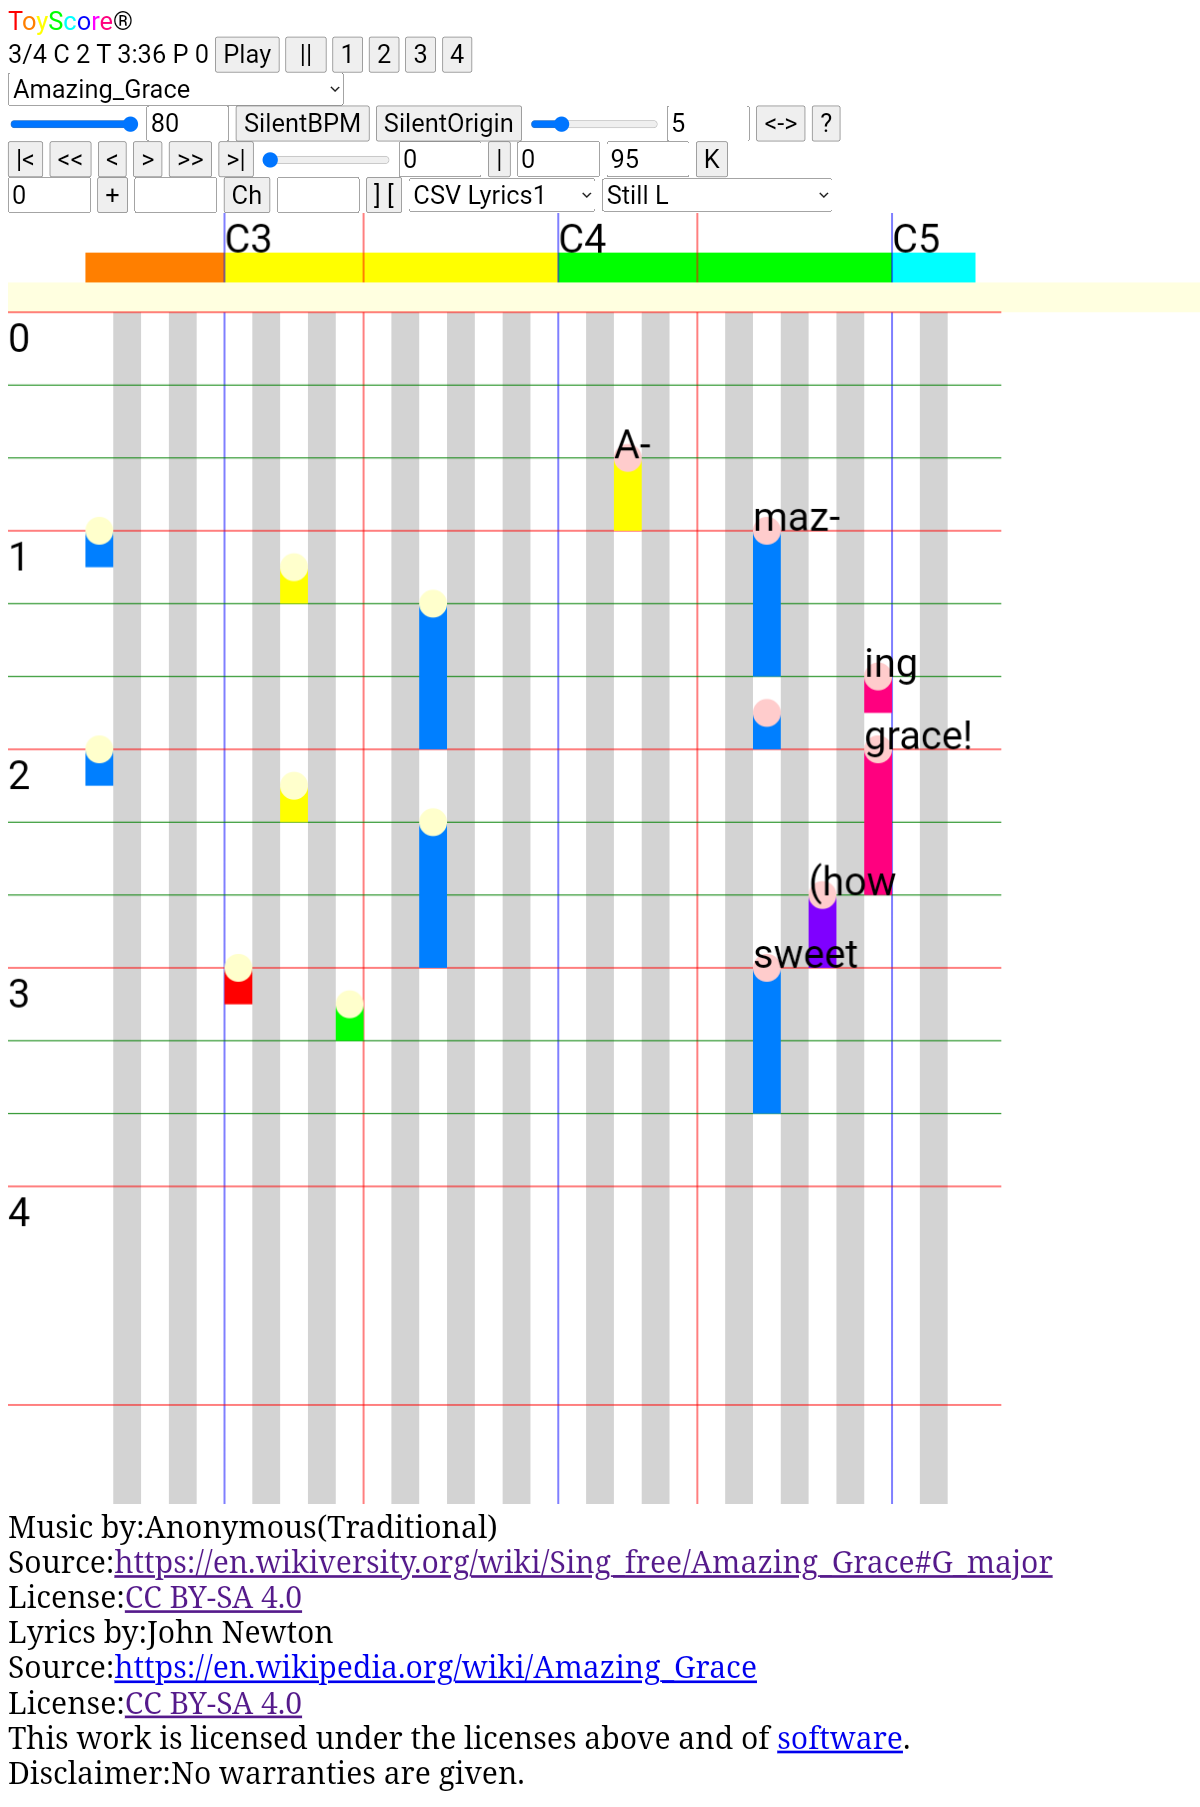 ToyScore®
3/4 C 2 T 3:36 P 0 Play || 1 2 3 4
Amazing_Grace
80 SilentBPM SilentOrigin 5 <-> ?
|< << < > >> >| 0 | 0 95 K
0 + Ch ] [ CSV Lyrics1 Still L
C3 C4 C5
0
A-
maz-
1
ing
grace!
2
(how
sweet
3
4
Music by:Anonymous(Traditional)
Source:https://en.wikiversity.org/wiki/Sing_free/Amazing_Grace#G_major
License:CC BY-SA 4.0
Lyrics by:John Newton
Source:https://en.wikipedia.org/wiki/Amazing_Grace
License:CC BY-SA 4.0
This work is licensed under the licenses above and of software.
Disclaimer:No warranties are given.